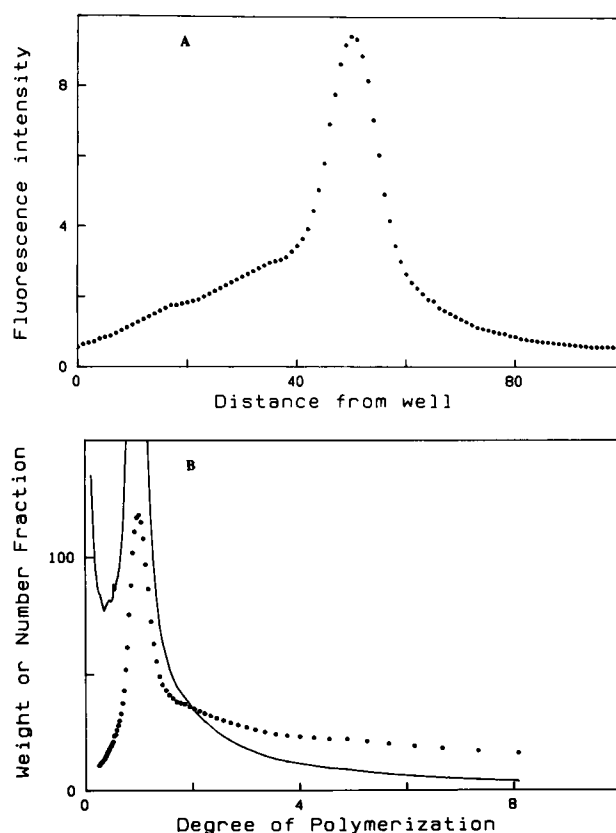 A
Fluorescence intensity
8
4
0
0
40
80
Distance from well
B
Weight or Number Fraction
100
0
0
4
8
Degree of Polymerization